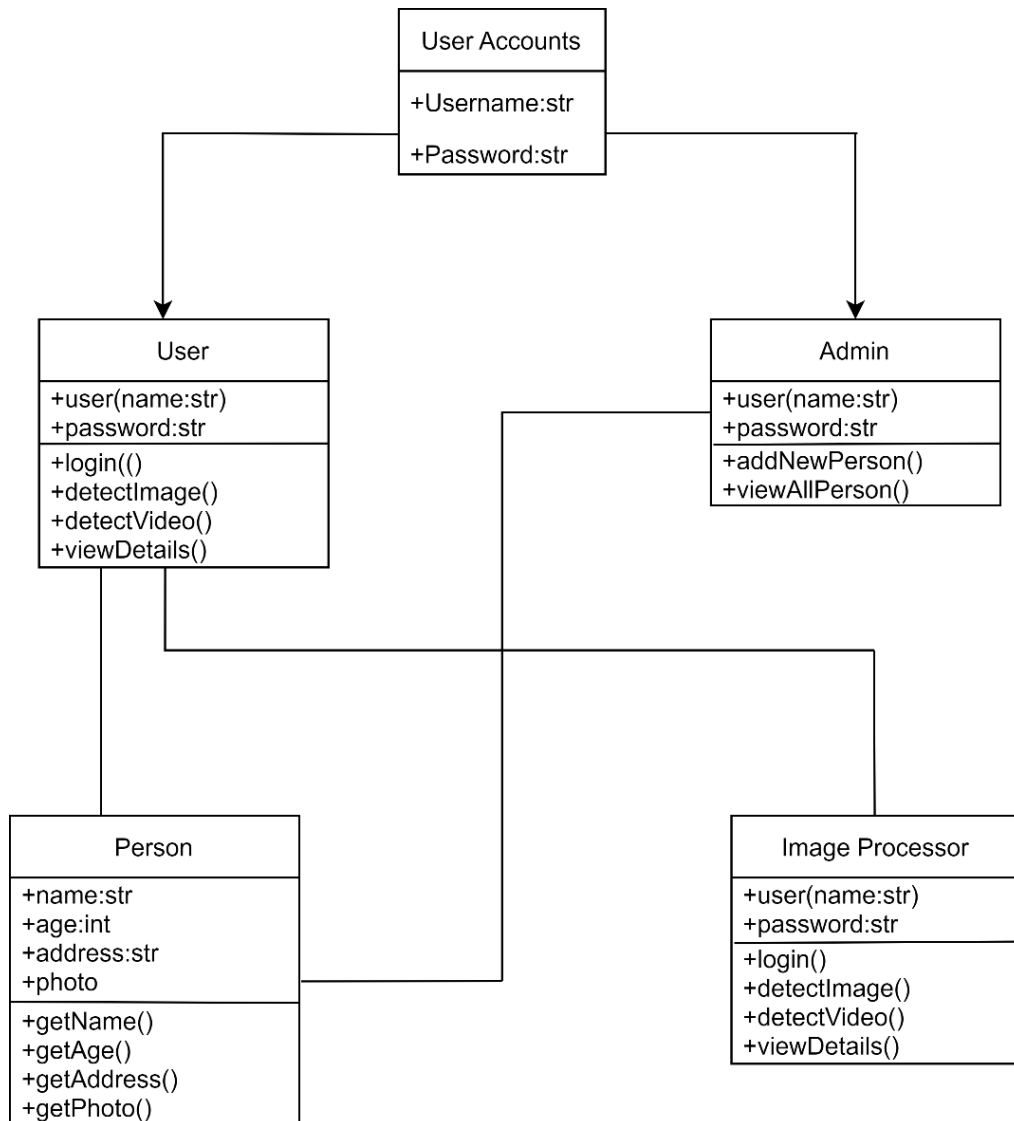 User Accounts
+Username:str
+Password:str
User
+user(name:str)
+password:str
+login(()
+detectImage()
+detectVideo()
+viewDetails()
Admin
+user(name:str)
+password:str
+addNewPerson()
+viewAllPerson()
Person
+name:str
+age:int
+address:str
+photo
+getName()
+getAge()
+getAddress()
+getPhoto()
Image Processor
+user(name:str)
+password:str
+login()
+detectImage()
+detectVideo()
+viewDetails()